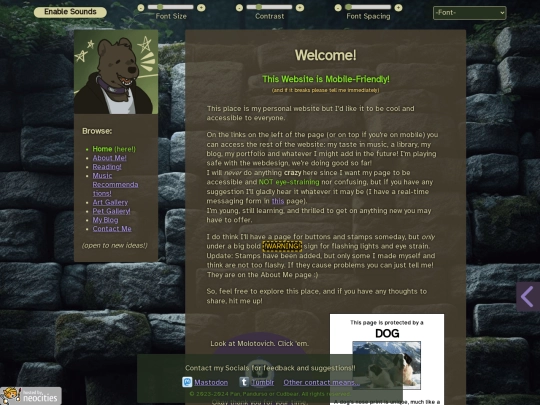 Enable Sounds
-
+
Font Size
-
+
Contrast
-
+
Font Spacing
-Font-
Browse:
Home (here!)
About Me!
Reading!
Music
Recommenda
tions!
Art Gallery
Pet Gallery!
My Blog
Contact Me
(open to new ideas!)
Welcome!
This Website is Mobile-Friendly!
(and if it breaks please tell me immediately)
This place is my personal website but I'd like it to be cool and
accessible to everyone.
On the links on the left of the page (or on top if you're on mobile) you
can access the rest of the website: my taste in music, a library, my
blog, my portfolio and whatever I might add in the future! I'm playing
safe with the webdesign, we're doing good so far!
I will never do anything crazy here since I want my page to be
accessible and NOT eye-straining nor confusing, but if you have any
suggestion I'll gladly hear it whatever it may be (I have a real-time
messaging form in this page).
I'm young, still learning, and thrilled to get on anything new you may
have to offer.
I do think I'll have a page for buttons and stamps someday, but only
under a big bold !WARNING! sign for flashing lights and eye strain.
Update: Stamps have been added, but only some I made myself and
I think are not too flashy. If they cause problems you can just tell me!
They are on the About Me page :)
So, feel free to explore this place, and if you have any thoughts to
share, hit me up!
Look at Molotovich. Click 'em.
This page is protected by a
DOG
Contact my Socials for feedback and suggestions!!
Mastodon
Tumblr
Other contact means...
Hosted by
neocities